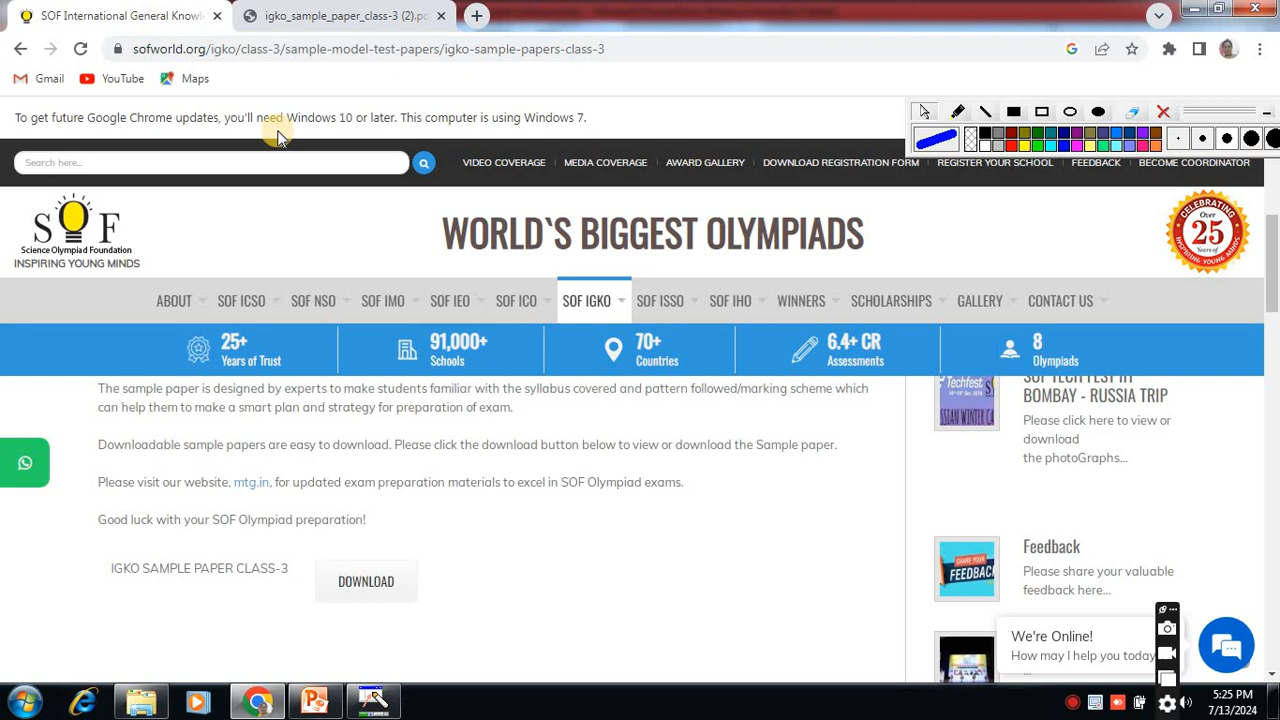 SOF International General Knowl
igko_sample_paper_class-3 (2).pd
sofworld.org/igko/class-3/sample-model-test-papers/igko-sample-papers-class-3
Gmail
YouTube
Maps
To get future Google Chrome updates, you'll need Windows 10 or later. This computer is using Windows 7.
Search here...
VIDEO COVERAGE
MEDIA COVERAGE
AWARD GALLERY
DOWNLOAD REGISTRATION FORM
REGISTER YOUR SCHOOL
FEEDBACK
BECOME COORDINATOR
SOF
Science Olympiad Foundation
INSPIRING YOUNG MINDS
WORLD`S BIGGEST OLYMPIADS
CELEBRATING
Over
25
Years of
ABOUT
SOF ICSO
SOF NSO
SOF IMO
SOF IEO
SOF ICO
SOF IGKO
SOF ISSO
SOF IHO
WINNERS
SCHOLARSHIPS
GALLERY
CONTACT US
25+
Years of Trust
91,000+
Schools
70+
Countries
6.4+ CR
Assessments
8
Olympiads
The sample paper is designed by experts to make students familiar with the syllabus covered and pattern followed/marking scheme which
can help them to make a smart plan and strategy for preparation of exam.
Downloadable sample papers are easy to download. Please click the download button below to view or download the Sample paper.
Please visit our website, mtg.in, for updated exam preparation materials to excel in SOF Olympiad exams.
Good luck with your SOF Olympiad preparation!
IGKO SAMPLE PAPER CLASS-3
DOWNLOAD
SOF TECH FEST IIT
BOMBAY - RUSSIA TRIP
Please click here to view or
download
the photoGraphs...
Techfest
SSIAN WINTER CA
Feedback
Please share your valuable
feedback here...
FEEDBACK
We're Online!
How may I help you today
5:25 PM
7/13/2024